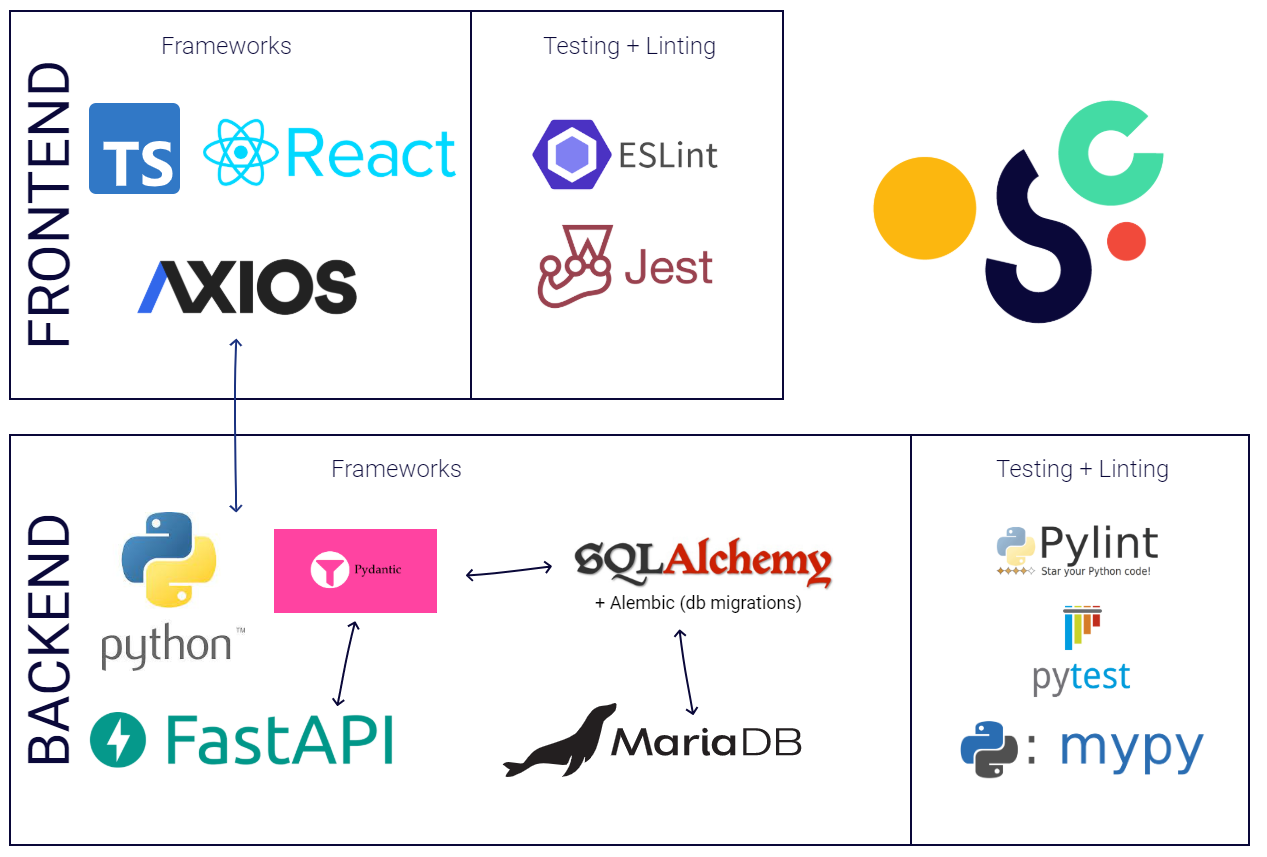 FRONTEND
Frameworks
TS
React
AXIOS
Testing + Linting
ESLint
Jest
BACKEND
Frameworks
python™
Pydantic
SQLAlchemy
+ Alembic (db migrations)
FastAPI
MariaDB
Testing + Linting
Pylint
Star your Python code!
pytest
: mypy